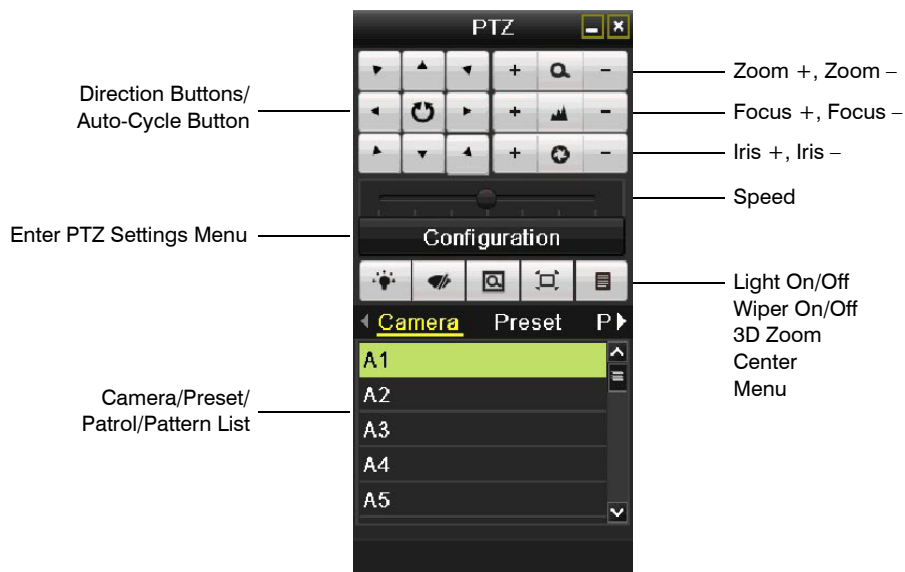 PTZ
Direction Buttons/
Auto-Cycle Button
Zoom +, Zoom –
Focus +, Focus –
Iris +, Iris –
Speed
Enter PTZ Settings Menu
Configuration
Light On/Off
Wiper On/Off
3D Zoom
Center
Menu
Camera Preset P
Camera/Preset/
Patrol/Pattern List
A1
A2
A3
A4
A5